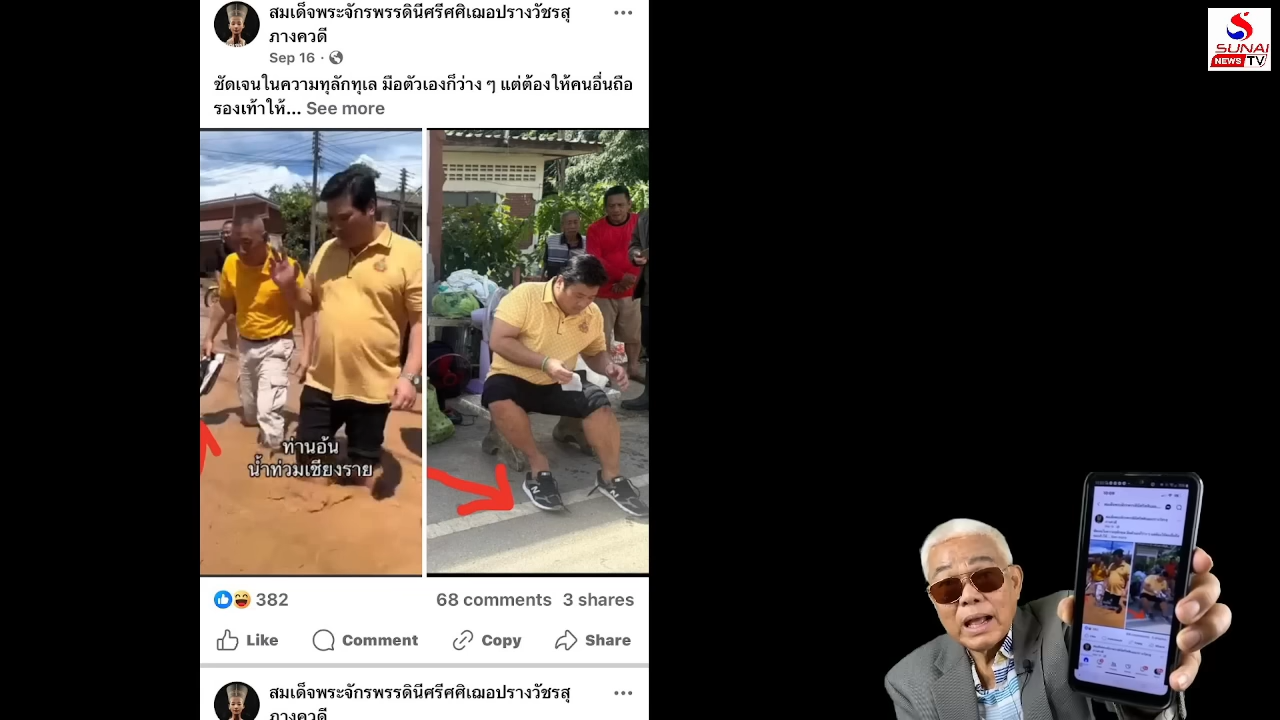 สมเด็จพระจักรพรรดินีศรีศศิเฌอปรางวัชรสุ
ภางควดี
Sep 16 ·
ชัดเจนในความทุลักทุเล มือตัวเองก็ว่าง ๆ แต่ต้องให้คนอื่นถือ
รองเท้าให้... See more
ท่านอ้น
น้ำท่วมเชียงราย
382
68 comments 3 shares
Like Comment Copy Share
สมเด็จพระจักรพรรดินีศรีศศิเฌอปรางวัชรสุ
ภางควดี
SUNAI
NEWS TV